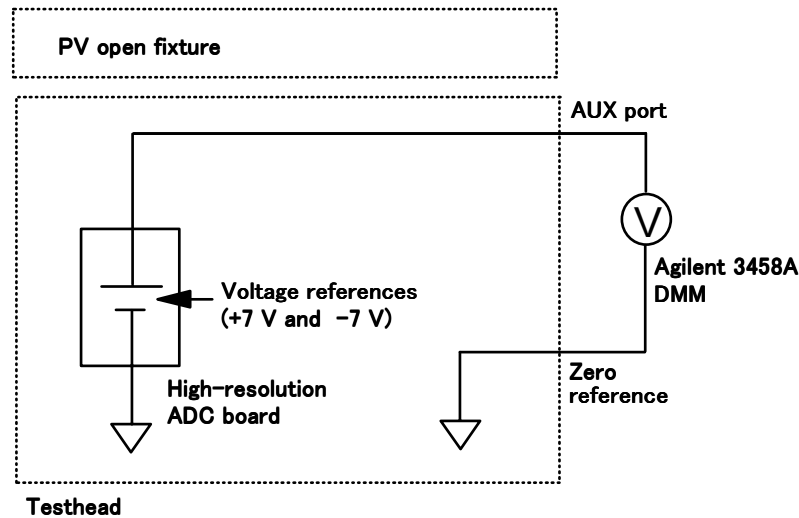 PV open fixture
AUX port
V
Agilent 3458A
DMM
Voltage references
(+7 V and -7 V)
High-resolution
ADC board
Zero
reference
Testhead